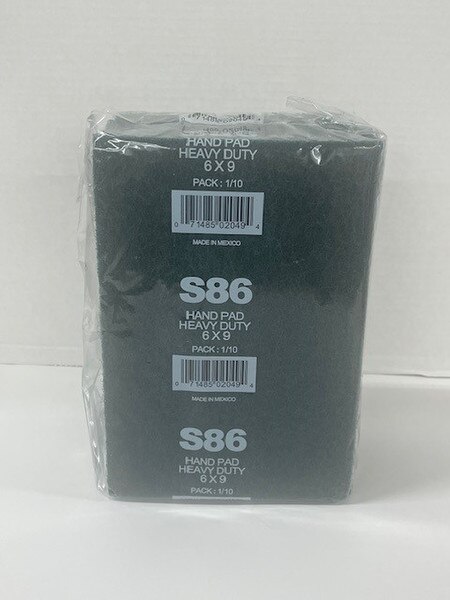 HAND PAD
HEAVY DUTY
6 X 9
PACK : 1/10
0 71485 02049 4
MADE IN MEXICO
S86
HAND PAD
HEAVY DUTY
6 X 9
PACK : 1/10
0 71485 02049 4
MADE IN MEXICO
S86
HAND PAD
HEAVY DUTY
6 X 9
PACK : 1/10